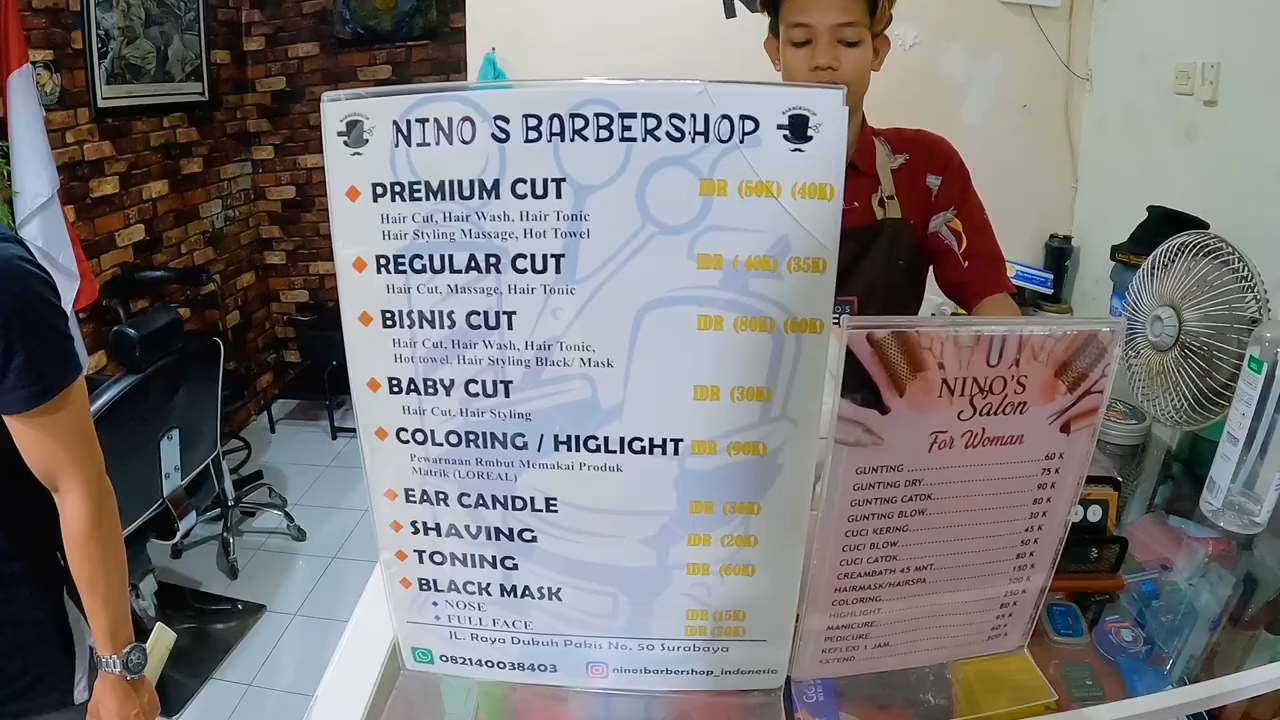 NINO S BARBERSHOP
PREMIUM CUT IDR (50K) (40K)
Hair Cut, Hair Wash, Hair Tonic
Hair Styling Massage, Hot Towel
REGULAR CUT IDR ( 40K) (35K)
Hair Cut, Massage, Hair Tonic
BISNIS CUT IDR (80K) (60K)
Hair Cut, Hair Wash, Hair Tonic,
Hot towel, Hair Styling Black/ Mask
BABY CUT IDR (30K)
Hair Cut, Hair Styling
COLORING / HIGLIGHT IDR (90K)
Pewarnaan Rmbut Memakai Produk
Matrik (LOREAL)
EAR CANDLE IDR (30K)
SHAVING IDR (20K)
TONING IDR (60K)
BLACK MASK
NOSE IDR (15K)
FULL FACE IDR (30K)
JL. Raya Dukuh Pakis No. 50 Surabaya
082140038403 ninosbarbershop_indonesie
NINO'S
Salon
For Woman
GUNTING 60 K
GUNTING DRY 75 K
GUNTING CATOK 90 K
GUNTING BLOW 80 K
CUCI KERING 30 K
CUCI BLOW 45 K
CUCI CATOK 50 K
CREAMBATH 45 MNT 80 K
HAIRMASK/HAIRSPA 150 K
COLORING 300 K
HIGHLIGHT 250 K
MANICURE 80 K
PEDICURE 95 K
REFLEXI 1 JAM 60 K
EXTEND 500 K